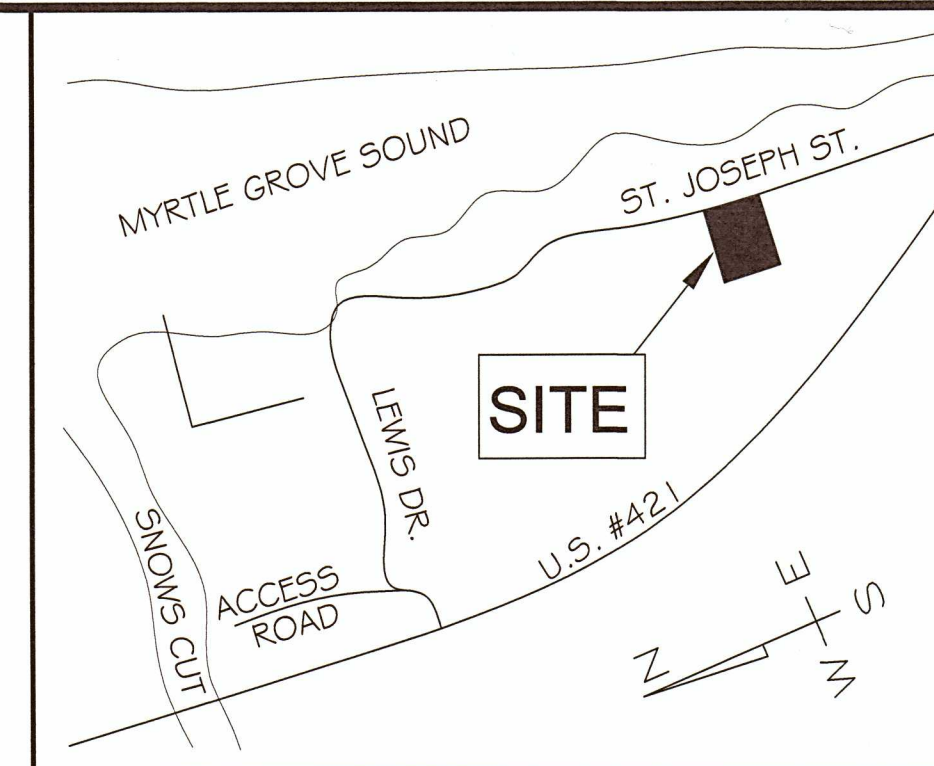 MYRTLE GROVE SOUND
ST. JOSEPH ST.
SITE
LEWIS DR.
U.S. #421
SNOWS CUT
ACCESS
ROAD
N
E
S
W